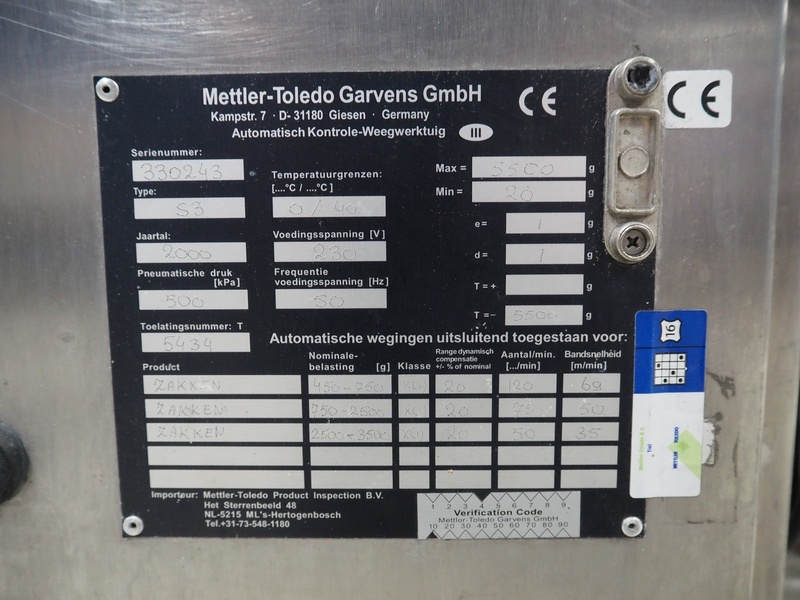 Mettler-Toledo Garvens GmbH
Kampstr. 7 · D- 31180 Giesen · Germany
Automatisch Kontrole-Weegwerktuig III
CE
CE
Serienummer:
330243
Type:
S3
Jaartal:
2000
Pneumatische druk
[kPa]
500
Toelatingsnummer: T
5434
Temperatuurgrenzen:
[....°C / ....°C]
0 / 40
Voedingsspanning [V]
230
Frequentie
voedingsspanning [Hz]
Max = 5500 g
Min = 20 g
e= 1 g
d= 1 g
T=+ g
T=– 5500 g
Automatische wegingen uitsluitend toegestaan voor:
Product Nominale-belasting [g] Klasse Range dynamisch compensatie +/- % of nominal Aantal/min. [.../min] Bandsnelheid [m/min]
ZAKKEN 450-750 20 120 69
ZAKKEN 750-2500 20 75 50
ZAKKEN 2500-3500 20 50 35
Importeur: Mettler-Toledo Product Inspection B.V.
Het Sterrenbeeld 48
NL-5215 ML's-Hertogenbosch
Tel.+31-73-548-1180
1 2 3 4 5 6 7 8 9
Verification Code
Mettler-Toledo Garvens GmbH
10 20 30 40 50 60 70 80 90
16
Tiel
METTLER TOLEDO